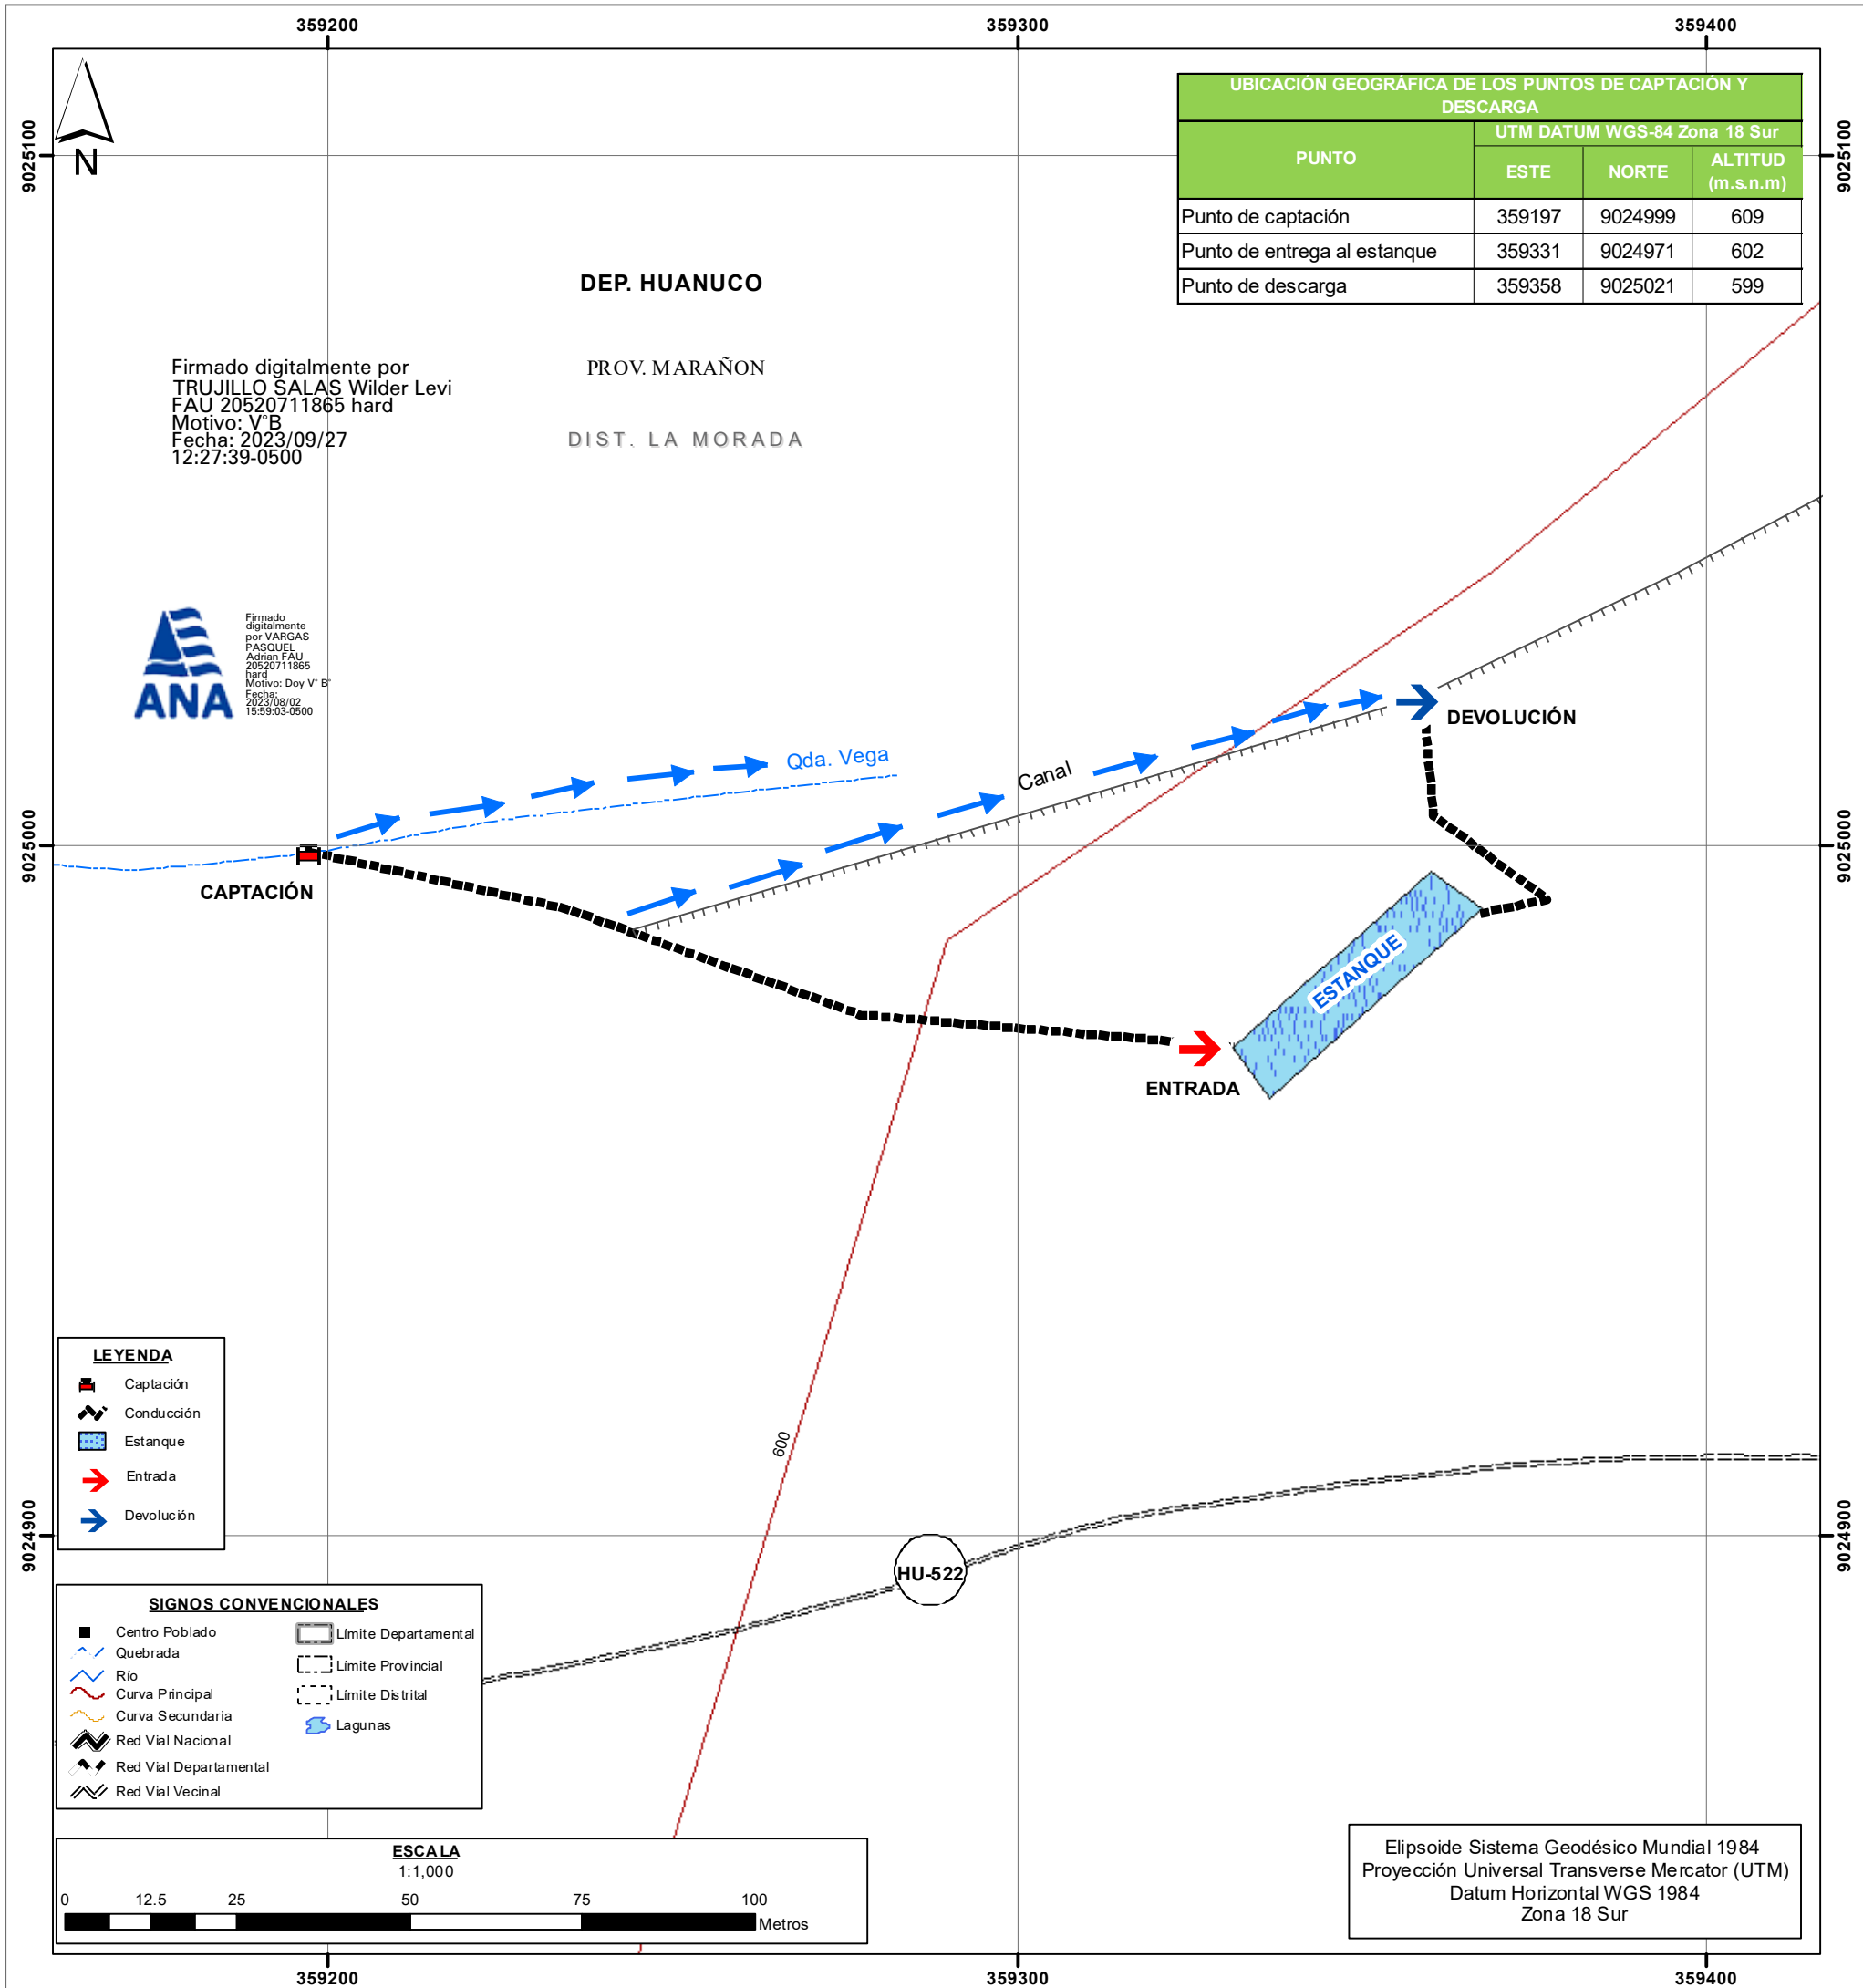 359200
359300
359400
9025100
9025100
N
UBICACIÓN GEOGRÁFICA DE LOS PUNTOS DE CAPTACIÓN Y
DESCARGA
PUNTO
UTM DATUM WGS-84 Zona 18 Sur
ESTE
NORTE
ALTITUD
(m.s.n.m)
Punto de captación 359197 9024999 609
Punto de entrega al estanque 359331 9024971 602
Punto de descarga 359358 9025021 599
DEP. HUANUCO
PROV. MARAÑON
DIST. LA MORADA
Firmado digitalmente por
TRUJILLO SALAS Wilder Levi
FAU 20520711865 hard
Motivo: V°B
Fecha: 2023/09/27
12:27:39-0500
ANA
Firmado
digitalmente
por VARGAS
PASQUEL
Adrian FAU
20520711865
hard
Motivo: Doy V° B°
Fecha:
2023/08/02
15:59:03-0500
DEVOLUCIÓN
Qda. Vega
Canal
9025000
9025000
CAPTACIÓN
ESTANQUE
ENTRADA
600
HU-522
9024900
9024900
LEYENDA
Captación
Conducción
Estanque
Entrada
Devolución
SIGNOS CONVENCIONALES
Centro Poblado
Quebrada
Río
Curva Principal
Curva Secundaria
Red Vial Nacional
Red Vial Departamental
Red Vial Vecinal
Límite Departamental
Límite Provincial
Límite Distrital
Lagunas
ESCALA
1:1,000
0 12.5 25 50 75 100
Metros
Elipsoide Sistema Geodésico Mundial 1984
Proyección Universal Transverse Mercator (UTM)
Datum Horizontal WGS 1984
Zona 18 Sur
359200
359300
359400